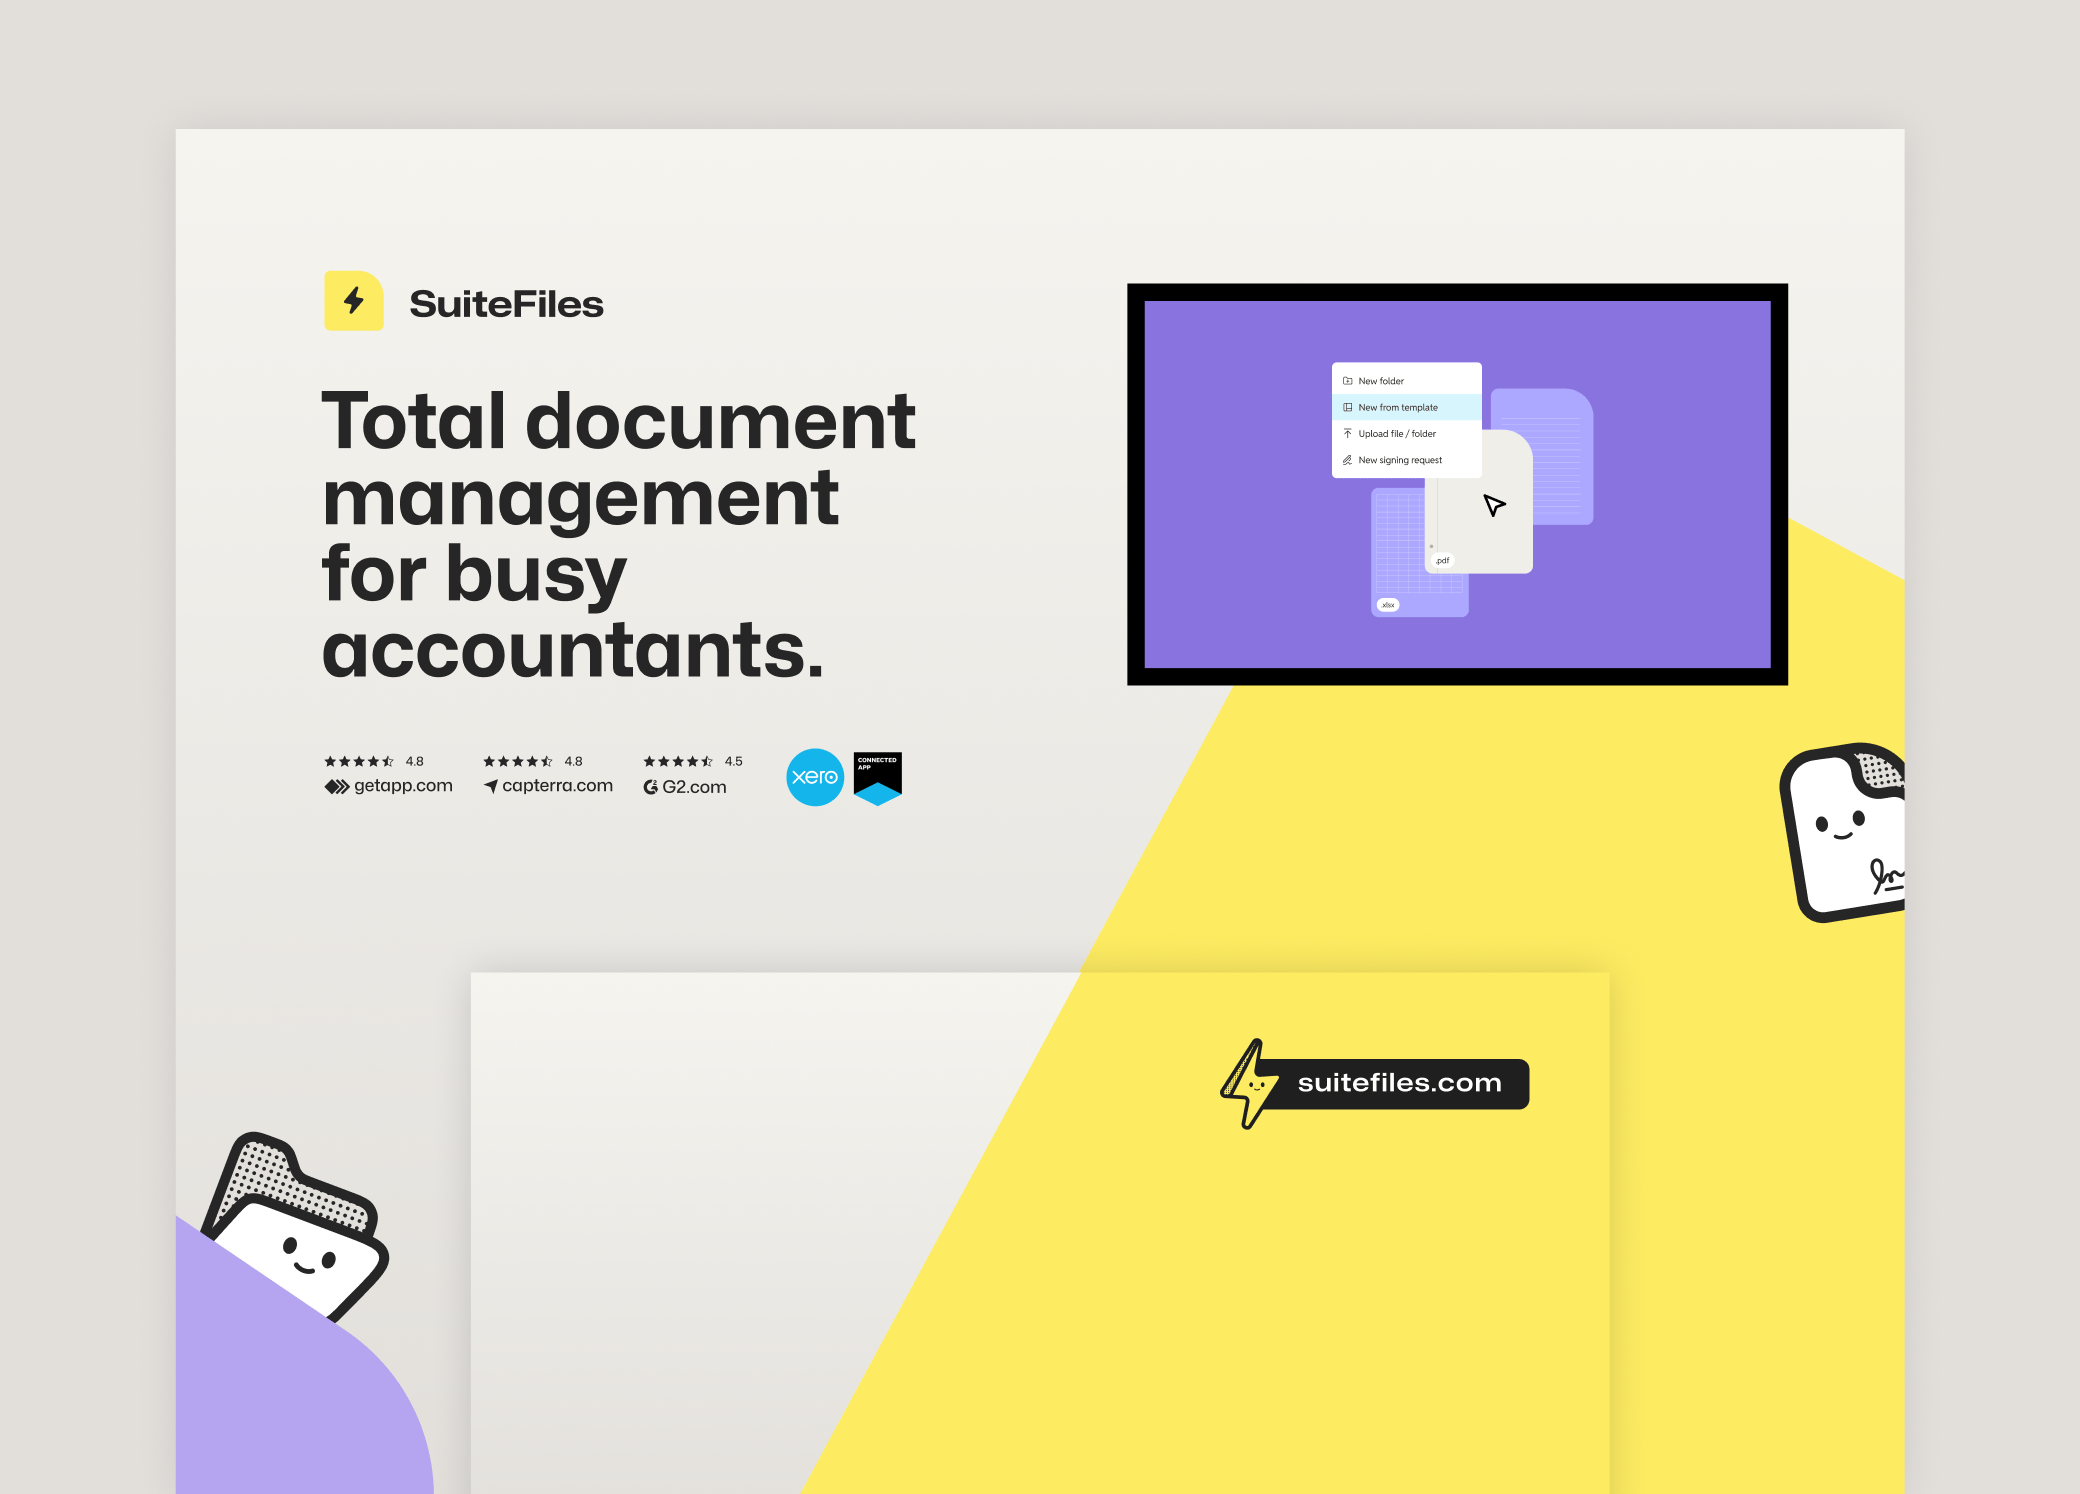 SuiteFiles
Total document
management
for busy
accountants.
4.8
getapp.com
4.8
capterra.com
4.5
G2.com
xero
CONNECTED
APP
New folder
New from template
Upload file / folder
New signing request
.pdf
.xlsx
suitefiles.com